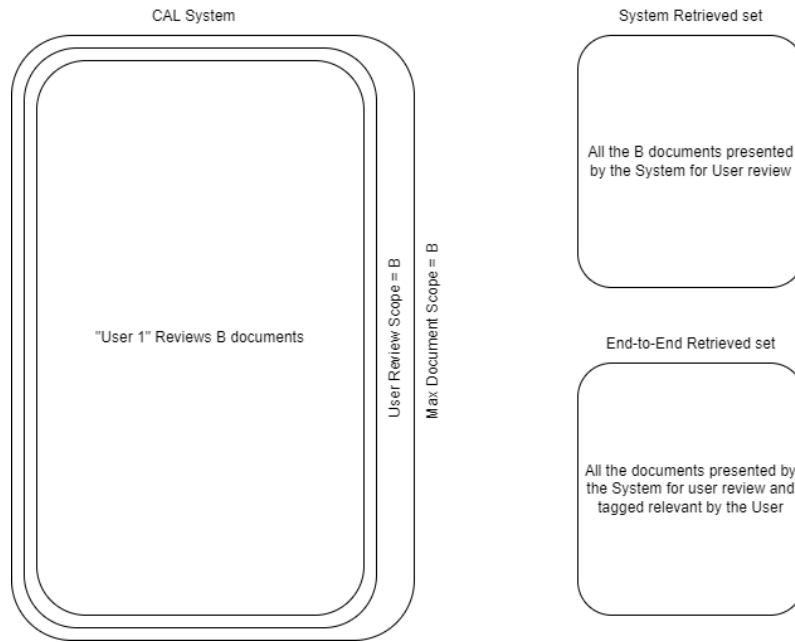 CAL System
"User 1" Reviews B documents
User Review Scope = B
Max Document Scope = B
System Retrieved set
All the B documents presented
by the System for User review
End-to-End Retrieved set
All the documents presented by
the System for user review and
tagged relevant by the User